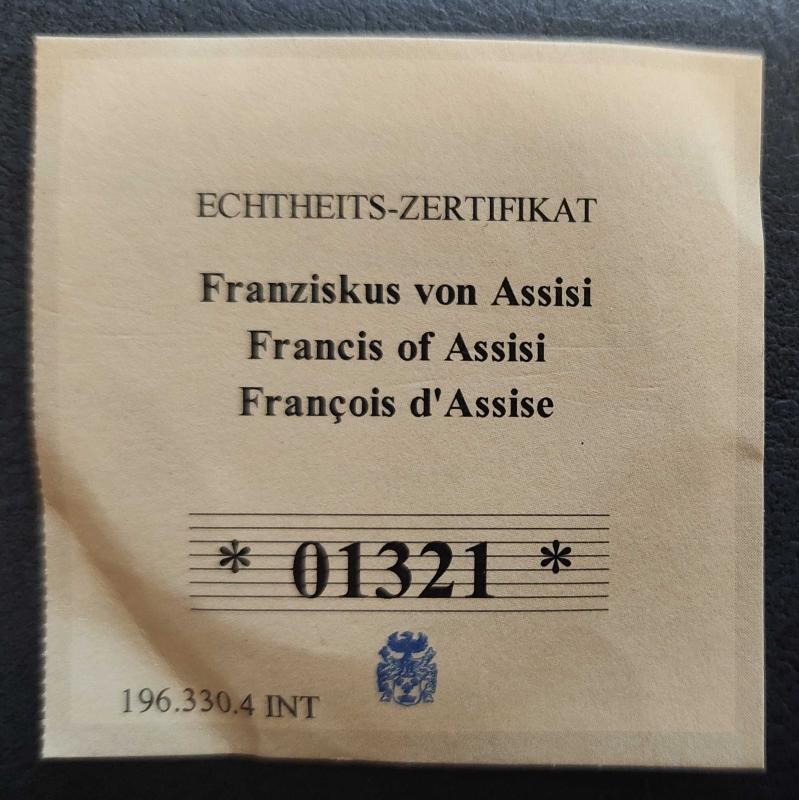 ECHTHEITS-ZERTIFIKAT
Franziskus von Assisi
Francis of Assisi
François d'Assise
* 01321 *
196.330.4 INT